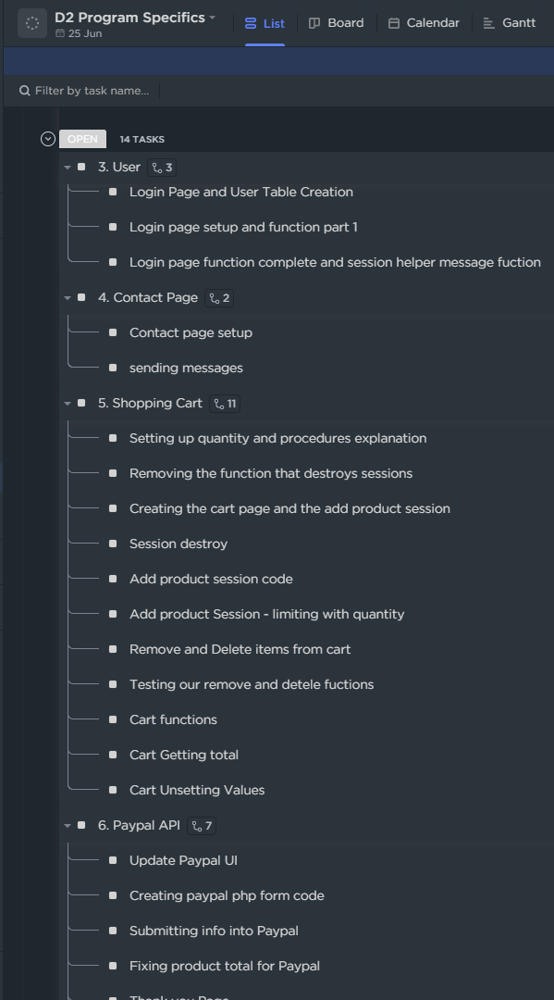 D2 Program Specifics
25 Jun
List
Board
Calendar
Gantt
Filter by task name...
OPEN
14 TASKS
3. User 3
Login Page and User Table Creation
Login page setup and function part 1
Login page function complete and session helper message fuction
4. Contact Page 2
Contact page setup
sending messages
5. Shopping Cart 11
Setting up quantity and procedures explanation
Removing the function that destroys sessions
Creating the cart page and the add product session
Session destroy
Add product session code
Add product Session - limiting with quantity
Remove and Delete items from cart
Testing our remove and detele fuctions
Cart functions
Cart Getting total
Cart Unsetting Values
6. Paypal API 7
Update Paypal UI
Creating paypal php form code
Submitting info into Paypal
Fixing product total for Paypal
Thank you Page